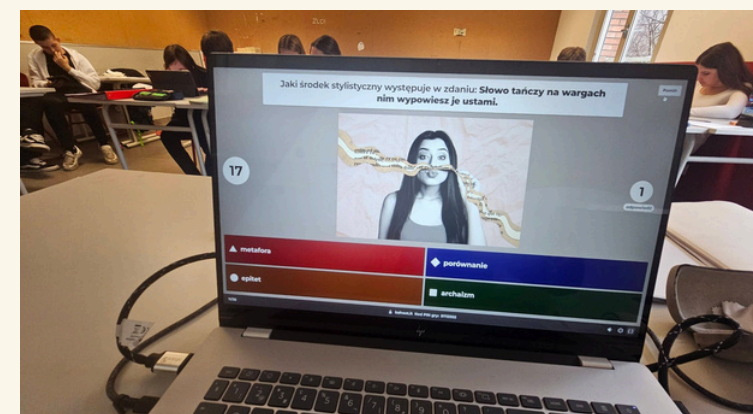 Jaki środek stylistyczny występuje w zdaniu: Słowo tańczy na wargach
nim wypowiesz je ustami.
Pomiń
17
1
metafora
porównanie
epitet
archaizm